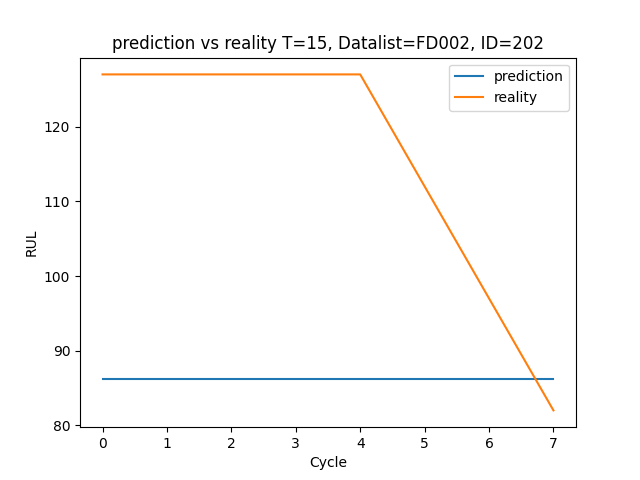 prediction vs reality T=15, Datalist=FD002, ID=202
prediction
reality
120
110
100
90
80
RUL
0 1 2 3 4 5 6 7
Cycle